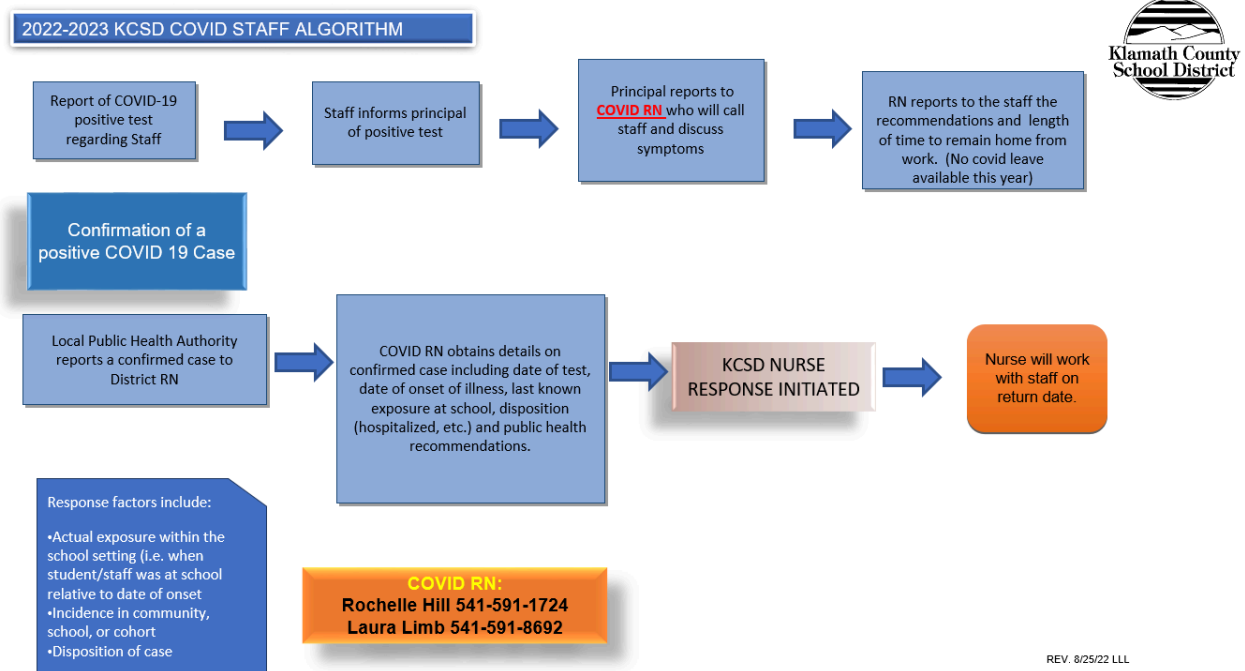 2022-2023 KCSD COVID STAFF ALGORITHM
Klamath County
School District
Report of COVID-19
positive test
regarding Staff
Staff informs principal
of positive test
Principal reports to
COVID RN who will call
staff and discuss
symptoms
RN reports to the staff the
recommendations and length
of time to remain home from
work. (No covid leave
available this year)
Confirmation of a
positive COVID 19 Case
Local Public Health Authority
reports a confirmed case to
District RN
COVID RN obtains details on
confirmed case including date of test,
date of onset of illness, last known
exposure at school, disposition
(hospitalized, etc.) and public health
recommendations.
KCSD NURSE
RESPONSE INITIATED
Nurse will work
with staff on
return date.
Response factors include:
•Actual exposure within the
school setting (i.e. when
student/staff was at school
relative to date of onset
•Incidence in community,
school, or cohort
•Disposition of case
COVID RN:
Rochelle Hill 541-591-1724
Laura Limb 541-591-8692
REV. 8/25/22 LLL